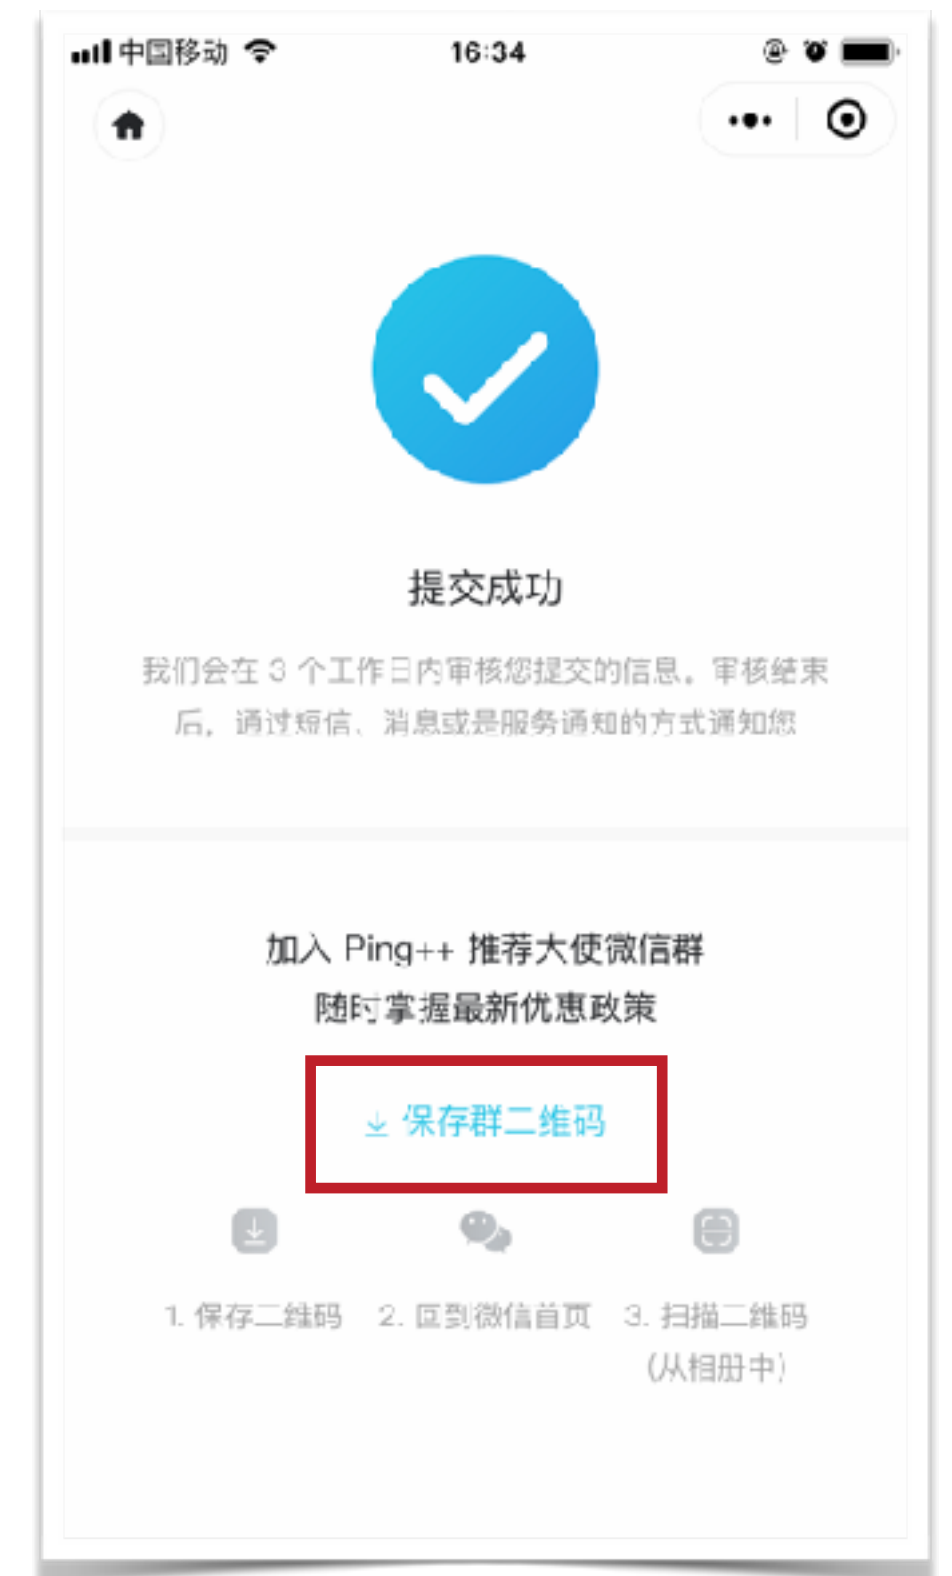 中国移动 16:34
提交成功
我们会在 3 个工作日内审核您提交的信息。审核结束
后，通过短信、消息或是服务通知的方式通知您
加入 Ping++ 推荐大使微信群
随时掌握最新优惠政策
保存群二维码
1. 保存二维码 2. 回到微信首页 3. 扫描二维码
(从相册中)